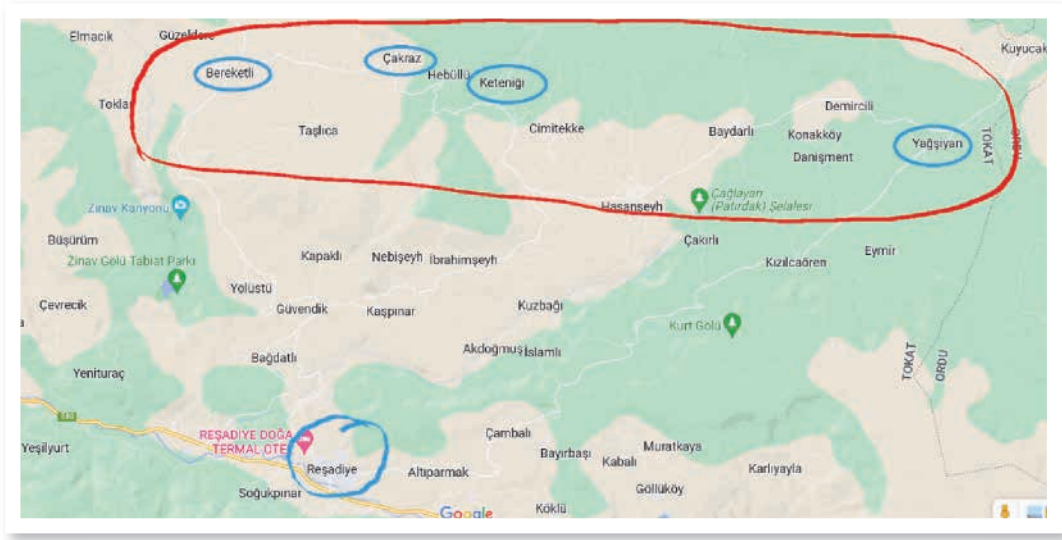 Elmacık
Güzeldere
Kuyucak
Çakraz
Bereketli
Hebüllü
Keteniği
Tokla
Demircili
Taşlıca
Cimitekke
Baydarlı
Konakköy
Yağşiyan
TOKAT
ORDU
Danişment
Çağlayan
(Patırdak) Şelalesi
Hasanşeyh
Zinav Kanyonu
Büşürüm
Çakırlı
Kapaklı
Nebişeyh
İbrahimşeyh
Eymir
Zinav Gölü Tabiat Parkı
Kızılcaören
Yolüstü
Çevrecik
Güvendik
Kaşpınar
Kuzbağı
Kurt Gölü
Bağdatlı
Akdoğmuş
İslamlı
TOKAT
ORDU
Yenituraç
REŞADİYE DOĞA
TERMAL OTE
Çambalı
Yeşilyurt
Muratkaya
Bayırbaşı
Kabalı
Reşadiye
Altıparmak
Karlıyayla
Soğukpınar
Göllüköy
Google
Köklü